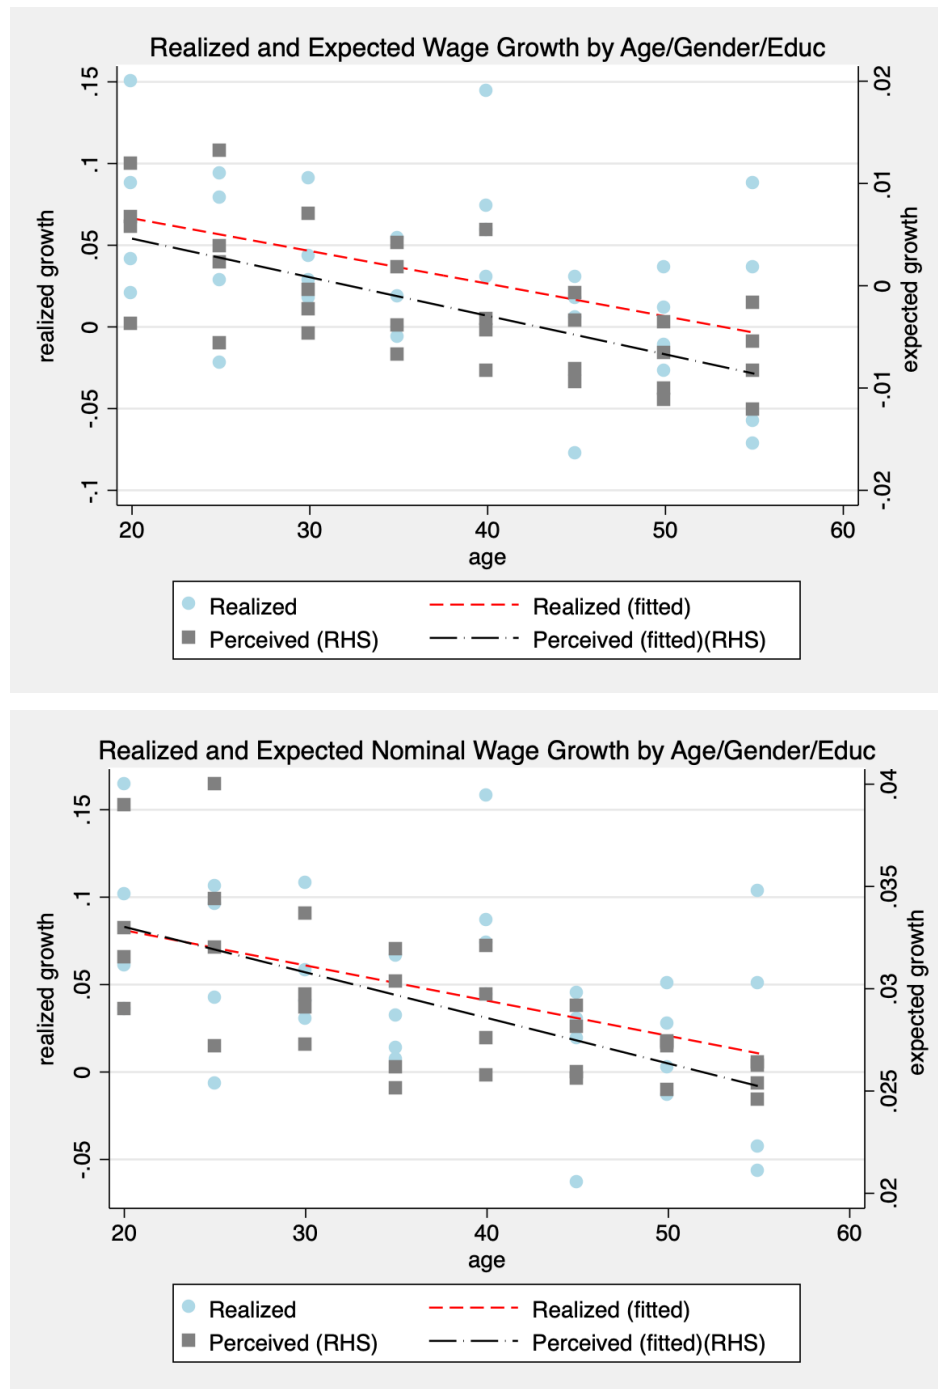 Realized and Expected Wage Growth by Age/Gender/Educ
realized growth
.15
.1
.05
0
-.05
-.1
.02
.01
0
-.01
-.02
expected growth
20 30 40 50 60
age
Realized Realized (fitted)
Perceived (RHS) Perceived (fitted)(RHS)
Realized and Expected Nominal Wage Growth by Age/Gender/Educ
realized growth
.15
.1
.05
0
-.05
.04
.035
.03
.025
.02
expected growth
20 30 40 50 60
age
Realized Realized (fitted)
Perceived (RHS) Perceived (fitted)(RHS)